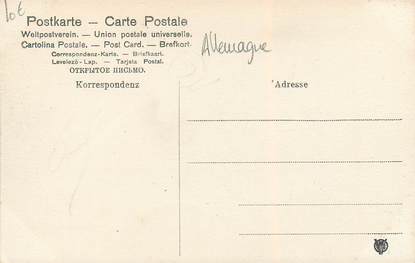 10€
Postkarte — Carte Postale
Weltpostverein. — Union postale universelle.
Cartolina Postale. — Post Card. — Brefkort.
Correspondenz-Karte. — Briefkaart.
Levelező-Lap. — Tarjeta Postal.
ОТКРЫТОЕ ПИСЬМО.
Allemagne
Korrespondenz
Adresse